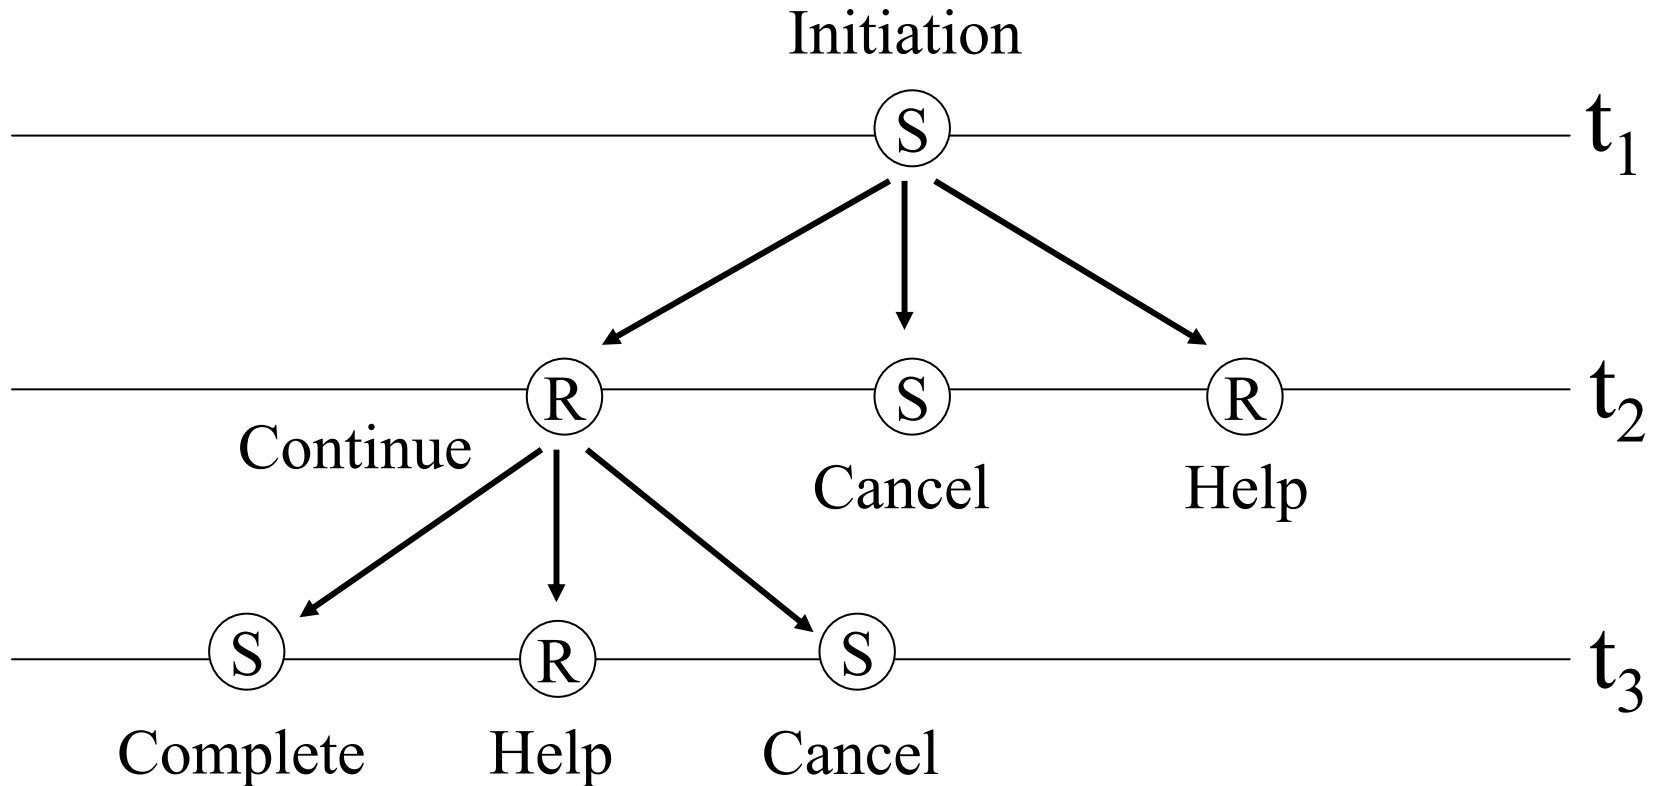 Initiation
S t1
R S R t2
Continue
Cancel Help
S R S t3
Complete Help Cancel